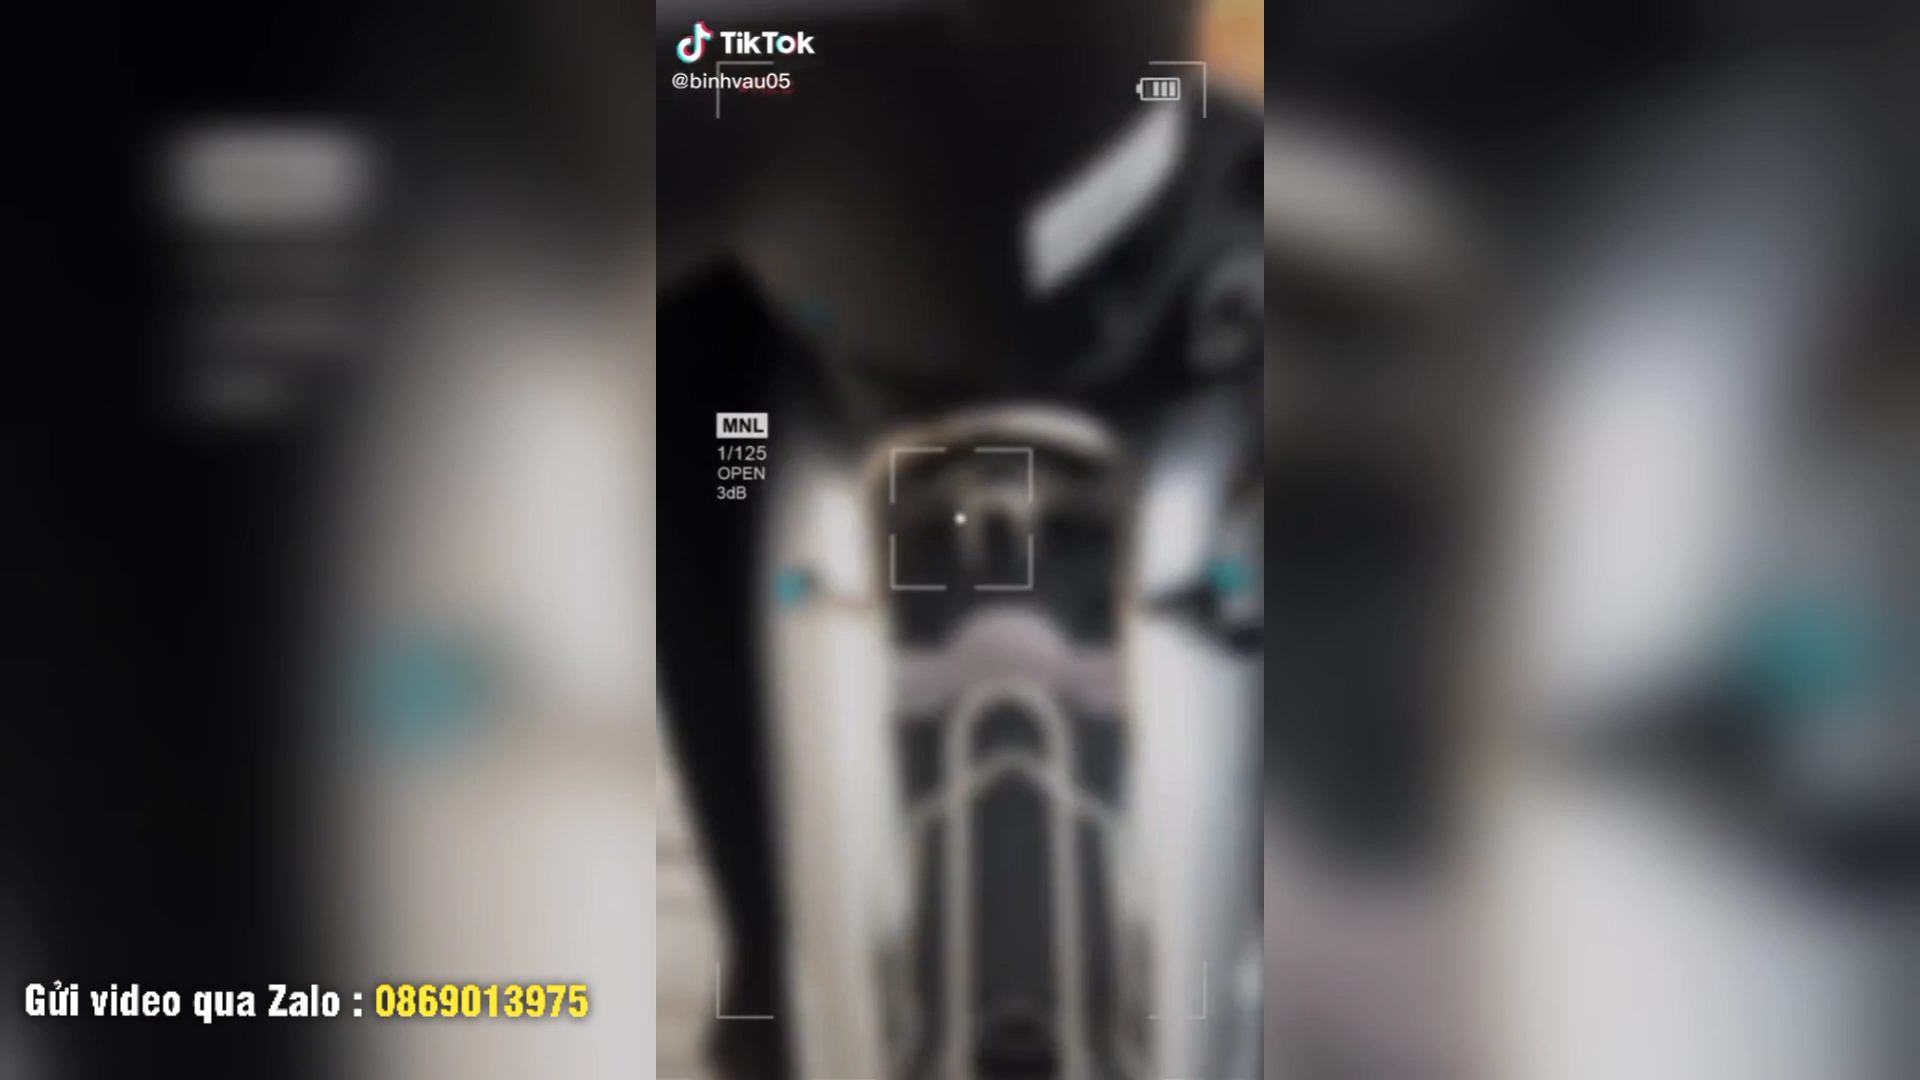 TikTok
@binhvau05
MNL
1/125
OPEN
3dB
Gửi video qua Zalo : 0869013975